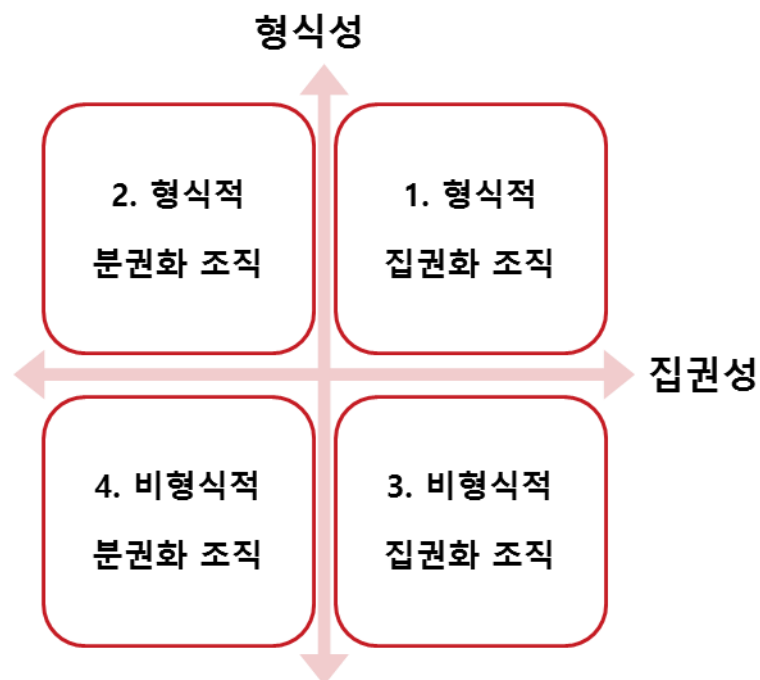 형식성
2. 형식적
분권화 조직
1. 형식적
집권화 조직
집권성
4. 비형식적
분권화 조직
3. 비형식적
집권화 조직